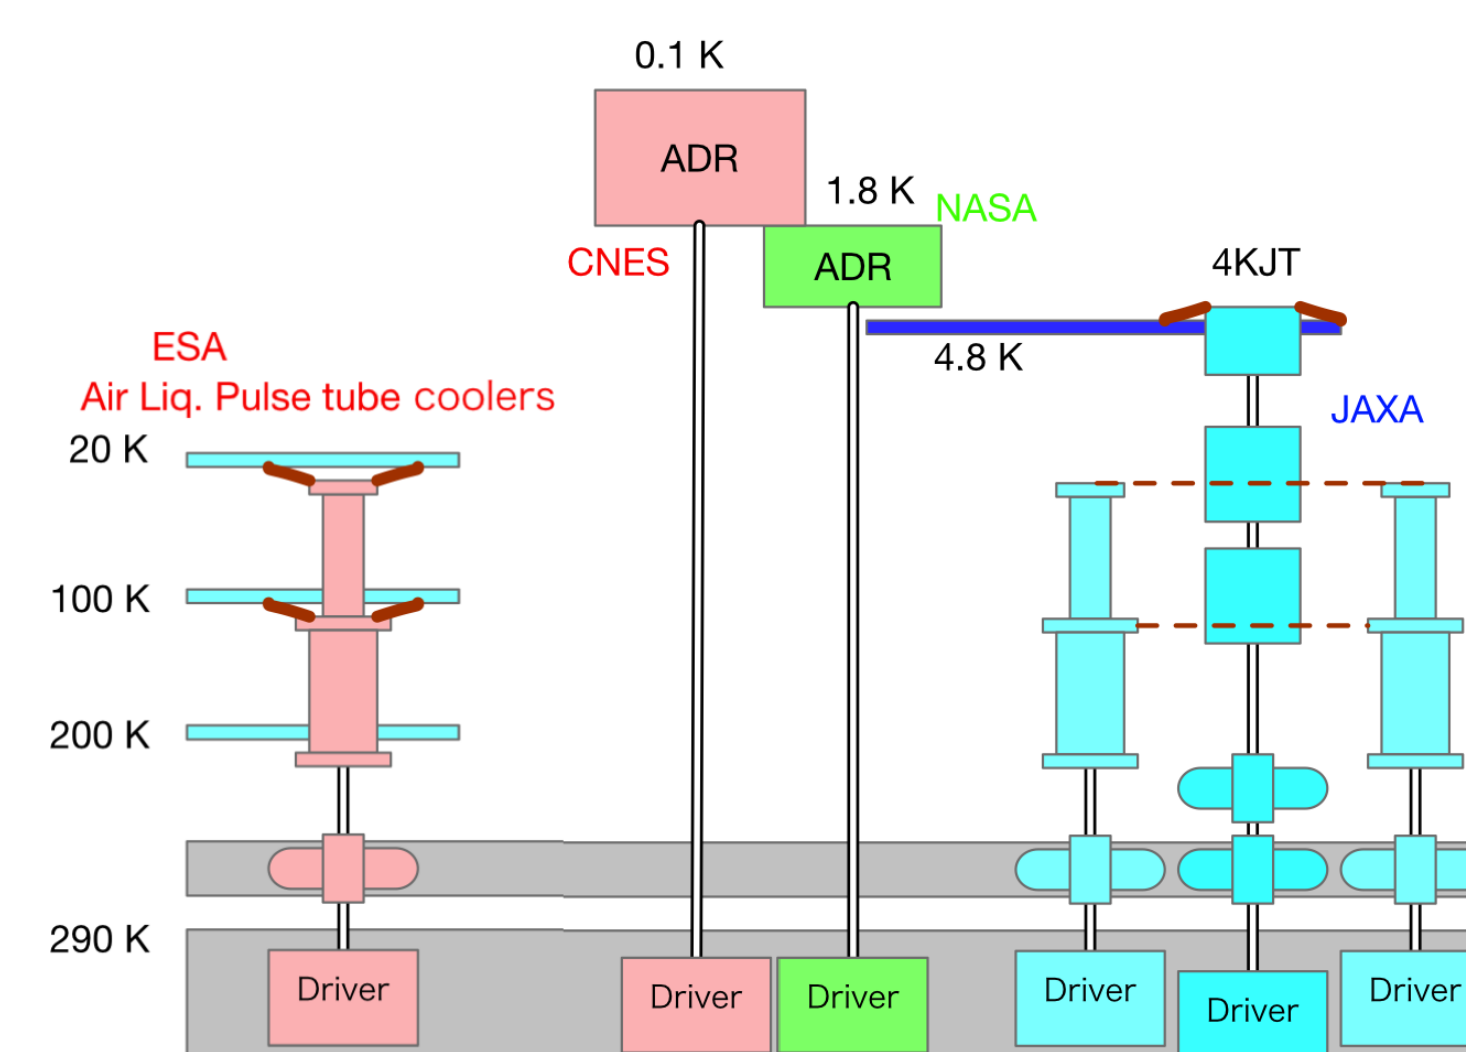 0.1 K
ADR
1.8 K
NASA
CNES
ADR
4KJT
ESA
4.8 K
Air Liq. Pulse tube coolers
JAXA
20 K
100 K
200 K
290 K
Driver
Driver
Driver
Driver
Driver
Driver